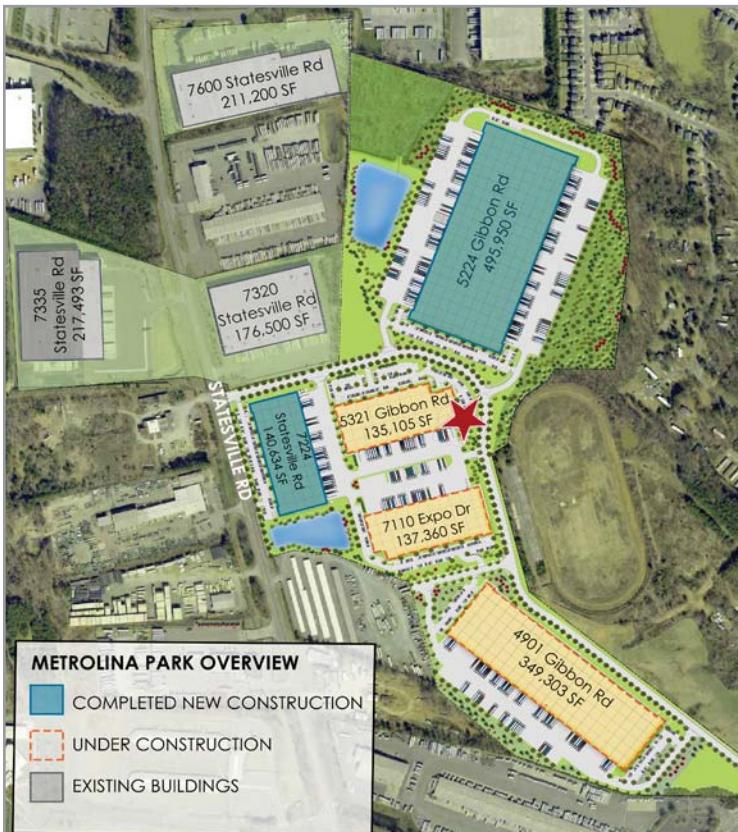 7600 Statesville Rd
211,200 SF
5224 Gibbon Rd
495,950 SF
7335
Statesville Rd
217,493 SF
7320
Statesville Rd
176,500 SF
STATESVILLE RD
7224
Statesville Rd
140,634 SF
5321 Gibbon Rd
135,105 SF
7110 Expo Dr
137,360 SF
4901 Gibbon Rd
349,303 SF
METROLINA PARK OVERVIEW
COMPLETED NEW CONSTRUCTION
UNDER CONSTRUCTION
EXISTING BUILDINGS